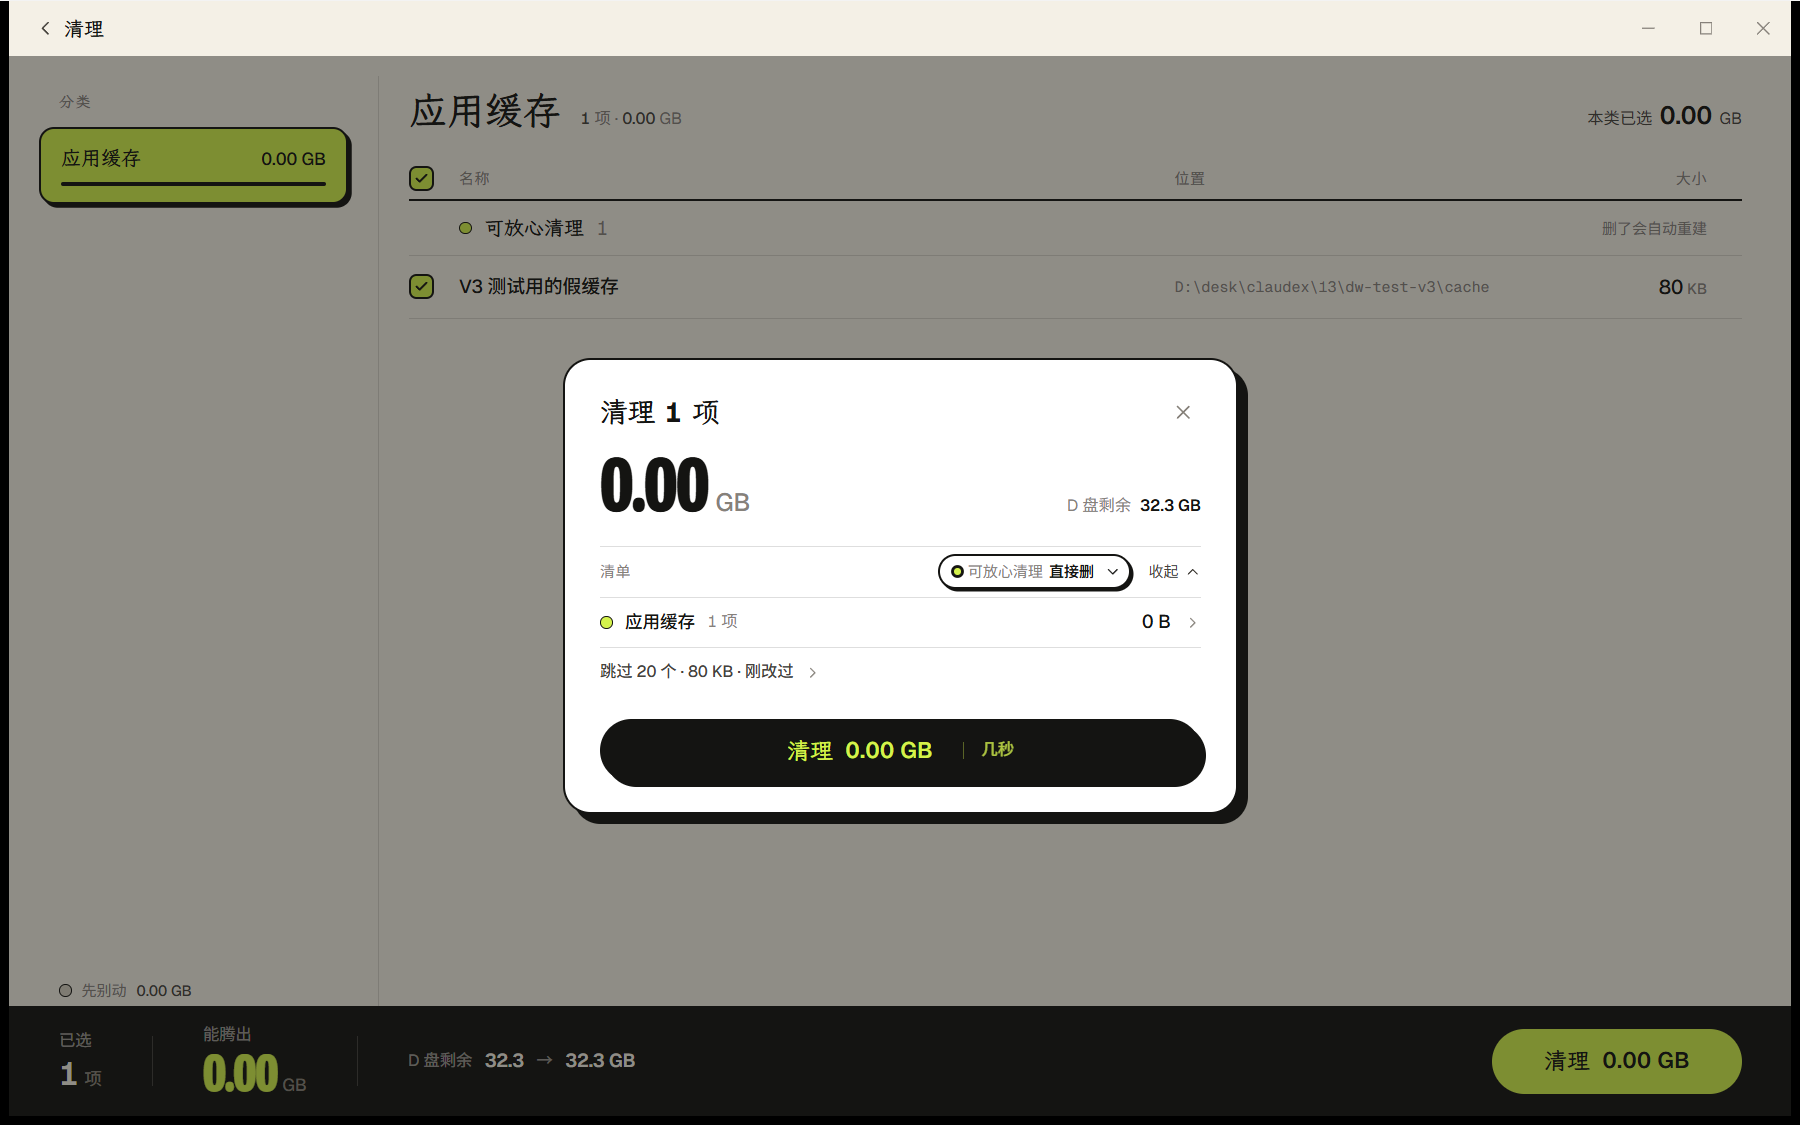 清理
分类
应用缓存 0.00 GB
应用缓存 1 项 · 0.00 GB 本类已选 0.00 GB
名称 位置 大小
可放心清理 1 删了会自动重建
V3 测试用的假缓存 D:\desk\claudex\13\dw-test-v3\cache 80 KB
清理 1 项
0.00 GB D 盘剩余 32.3 GB
清单 可放心清理 直接删 收起
应用缓存 1 项 0 B
跳过 20 个 · 80 KB · 刚改过
清理 0.00 GB 几秒
先别动 0.00 GB
已选
1 项
能腾出
0.00 GB
D 盘剩余 32.3 → 32.3 GB
清理 0.00 GB